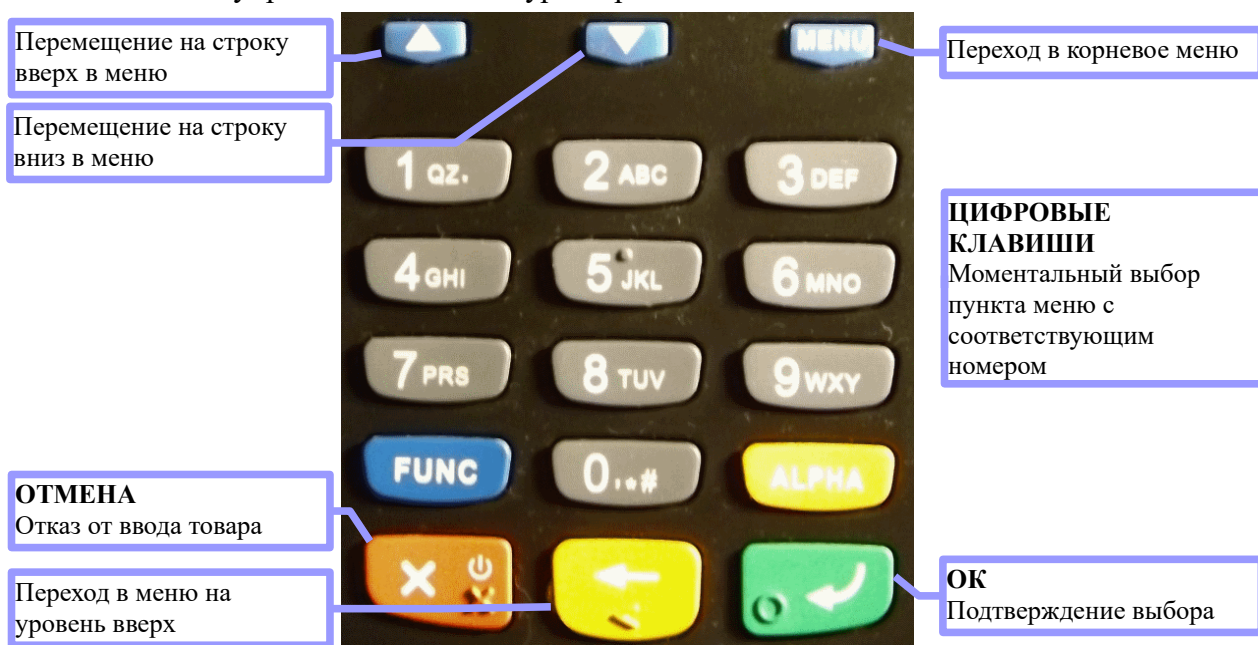 Перемещение на строку
вверх в меню
MENU
Переход в корневое меню
Перемещение на строку
вниз в меню
1 QZ.
2 ABC
3 DEF
ЦИФРОВЫЕ
КЛАВИШИ
Моментальный выбор
пункта меню с
соответствующим
номером
4 GHI
5 JKL
6 MNO
7 PRS
8 TUV
9 WXY
FUNC
0,*#
ALPHA
ОТМЕНА
Отказ от ввода товара
Переход в меню на
уровень вверх
ОК
Подтверждение выбора